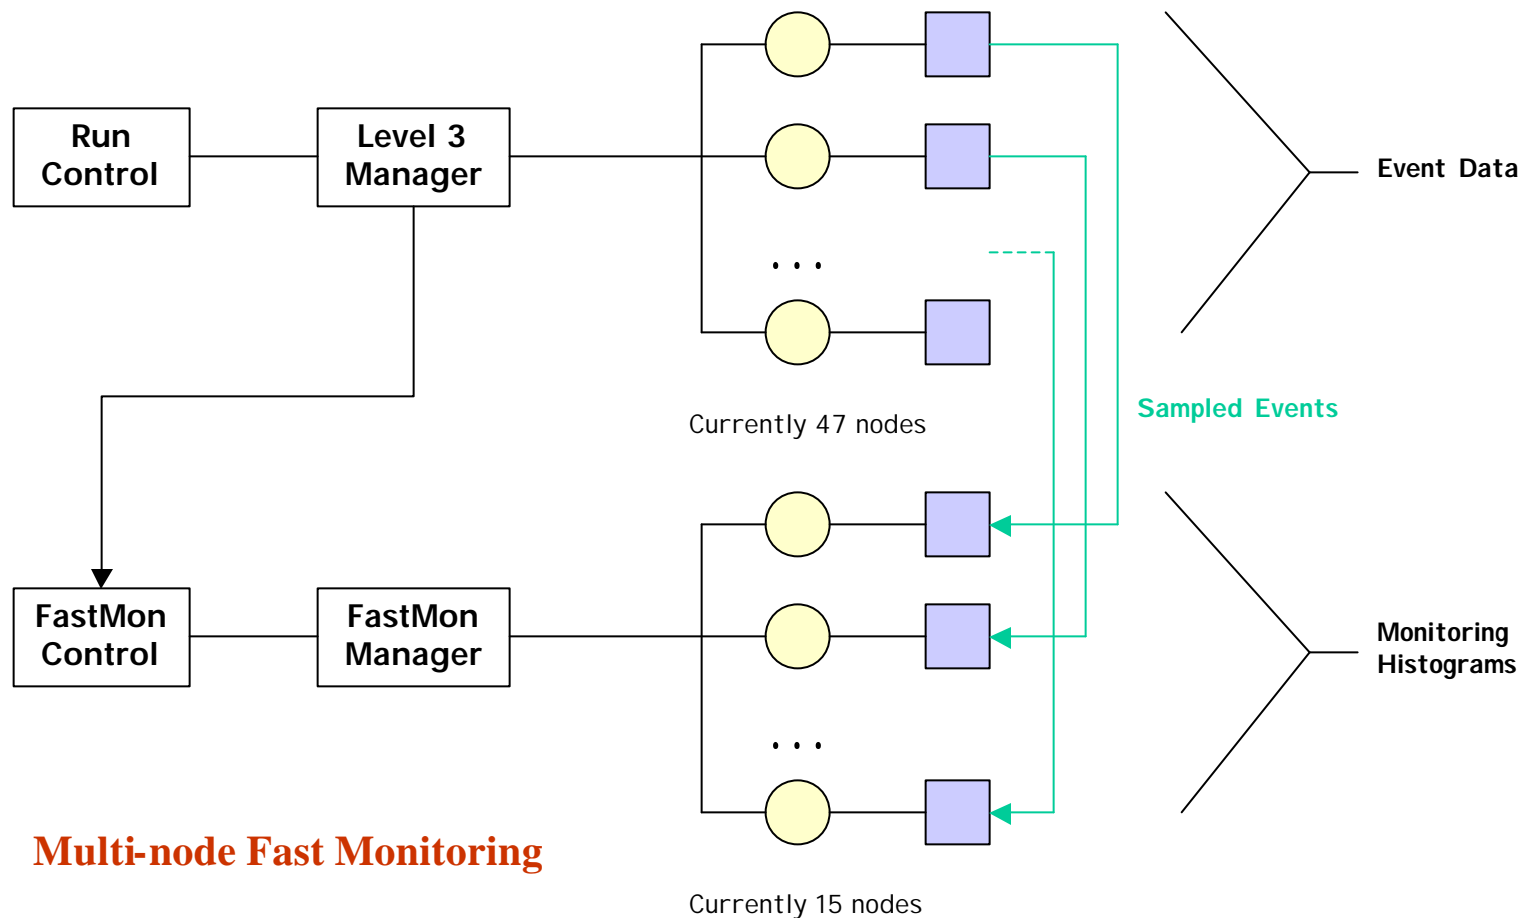 Run
Control
Level 3
Manager
Event Data
. . .
Sampled Events
Currently 47 nodes
FastMon
Control
FastMon
Manager
Monitoring
Histograms
. . .
Multi-node Fast Monitoring
Currently 15 nodes